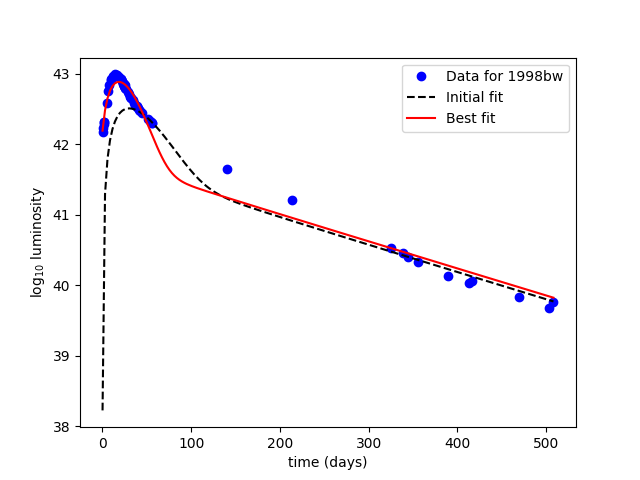 43
42
41
40
39
38
log₁₀ luminosity
0 100 200 300 400 500
time (days)
Data for 1998bw
Initial fit
Best fit